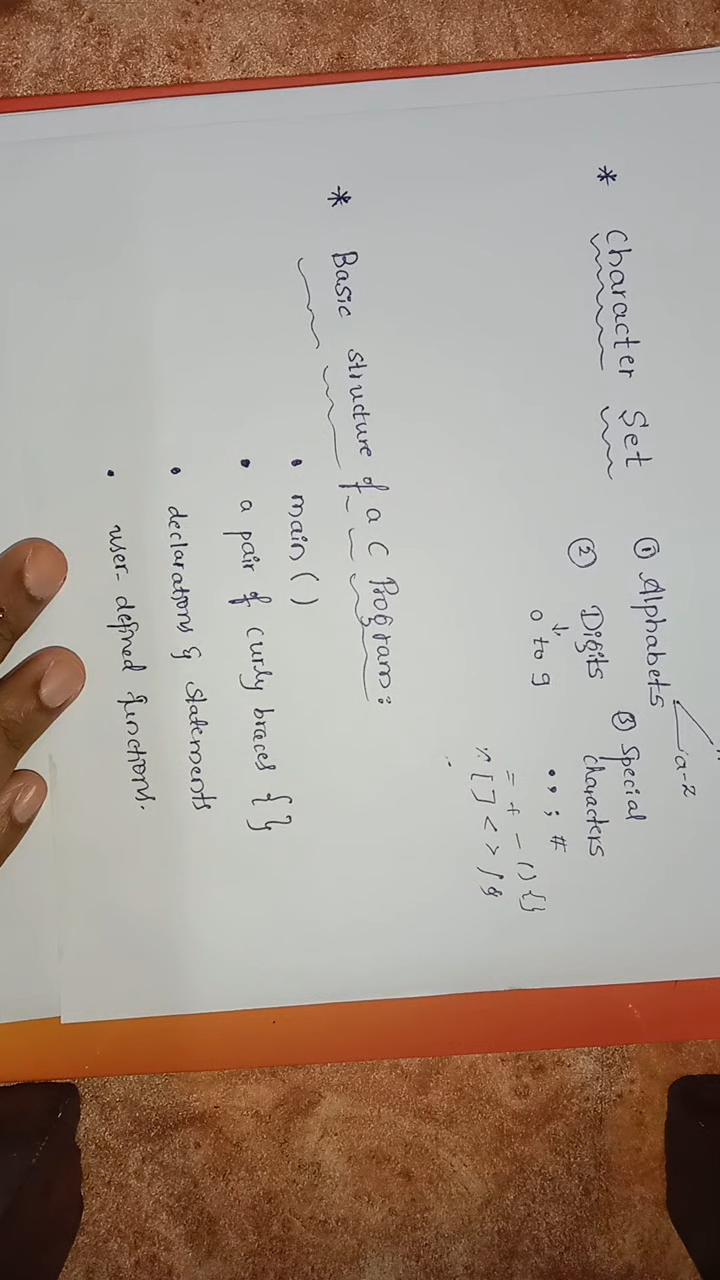 * Character Set
① Alphabets
a-z
② Digits
↓
0 to 9
③ Special
characters
. , ; #
= + - () {}
% [ ] < > / &
* Basic structure of a C Program:
• main ( )
• a pair of curly braces { }
• declarations & statements
• user-defined functions.